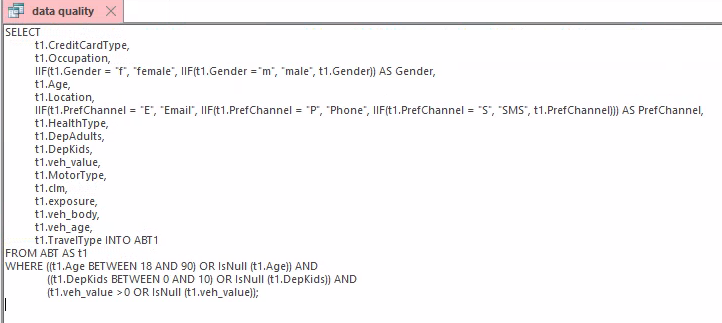 data quality
SELECT
t1.CreditCardType,
t1.Occupation,
IIF(t1.Gender = "f", "female", IIF(t1.Gender ="m", "male", t1.Gender)) AS Gender,
t1.Age,
t1.Location,
IIF(t1.PrefChannel = "E", "Email", IIF(t1.PrefChannel = "P", "Phone", IIF(t1.PrefChannel = "S", "SMS", t1.PrefChannel))) AS PrefChannel,
t1.HealthType,
t1.DepAdults,
t1.DepKids,
t1.veh_value,
t1.MotorType,
t1.clm,
t1.exposure,
t1.veh_body,
t1.veh_age,
t1.TravelType INTO ABT1
FROM ABT AS t1
WHERE ((t1.Age BETWEEN 18 AND 90) OR IsNull (t1.Age)) AND
((t1.DepKids BETWEEN 0 AND 10) OR IsNull (t1.DepKids)) AND
(t1.veh_value >0 OR IsNull (t1.veh_value));